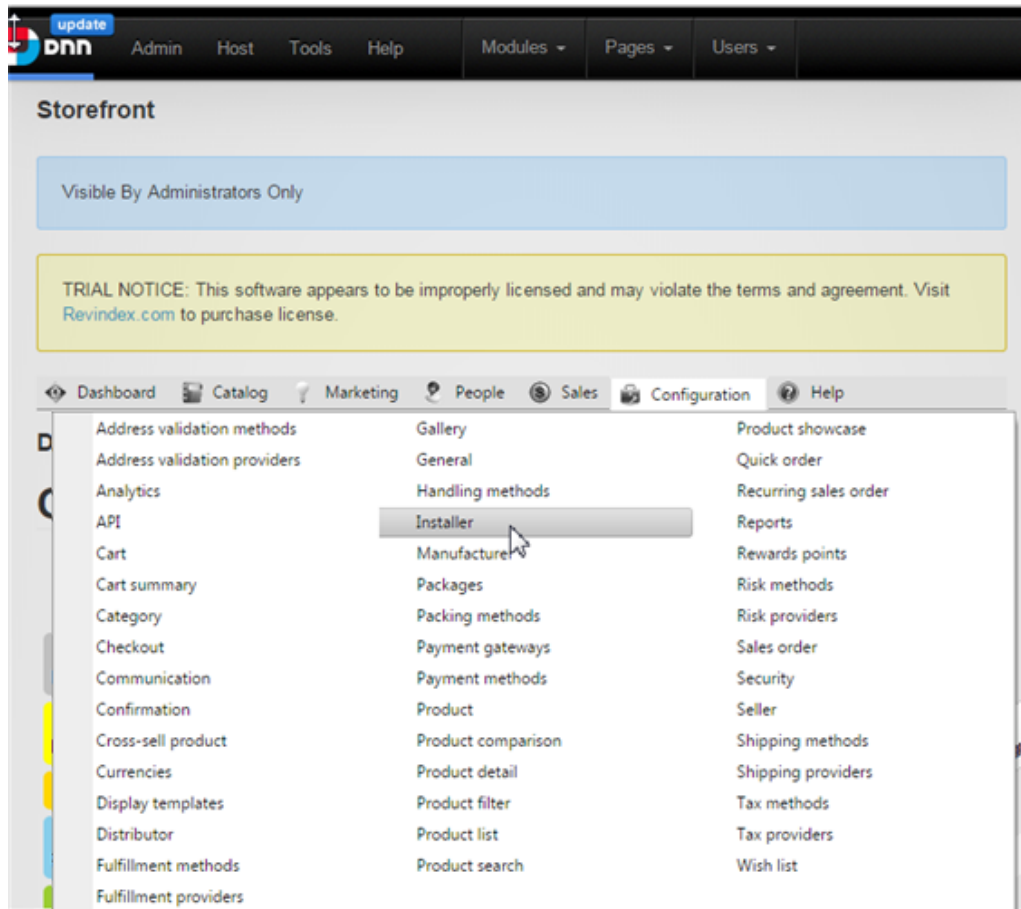 update
DNN Admin Host Tools Help Modules Pages Users
Storefront
Visible By Administrators Only
TRIAL NOTICE: This software appears to be improperly licensed and may violate the terms and agreement. Visit
Revindex.com to purchase license.
Dashboard Catalog Marketing People Sales Configuration Help
Address validation methods
Address validation providers
Analytics
API
Cart
Cart summary
Category
Checkout
Communication
Confirmation
Cross-sell product
Currencies
Display templates
Distributor
Fulfillment methods
Fulfillment providers
Gallery
General
Handling methods
Installer
Manufacturer
Packages
Packing methods
Payment gateways
Payment methods
Product
Product comparison
Product detail
Product filter
Product list
Product search
Product showcase
Quick order
Recurring sales order
Reports
Rewards points
Risk methods
Risk providers
Sales order
Security
Seller
Shipping methods
Shipping providers
Tax methods
Tax providers
Wish list